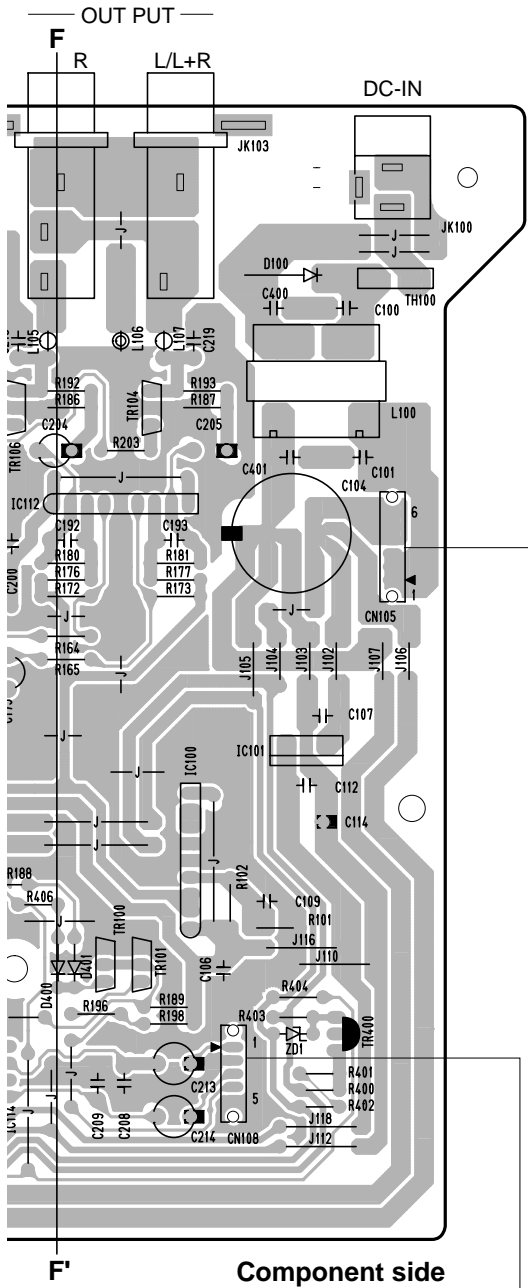 OUT PUT
F
R
L/L+R
DC-IN
JK103
JK100
J
J
J
D100
TH100
C400
C100
L105
L106
L107
C219
R192
R193
R186
R187
TR104
L100
C204
C205
TR106
R203
C401
C101
C104
J
IC112
6
C192
C193
C200
R180
R181
R176
R177
R172
R173
1
CN105
J
J
R164
R165
J
J105
J104
J103
J102
J107
J106
C107
J
IC101
IC100
J
C112
J
J
J
C114
R188
R102
R406
C109
J
R101
TR100
TR101
J116
J110
D401
D400
C106
R404
R189
R196
R198
R403
TR400
ZD1
1
R401
R400
R402
C213
5
J
J
J
C209
C208
C214
CN108
J118
J112
IC114
F'
Component side